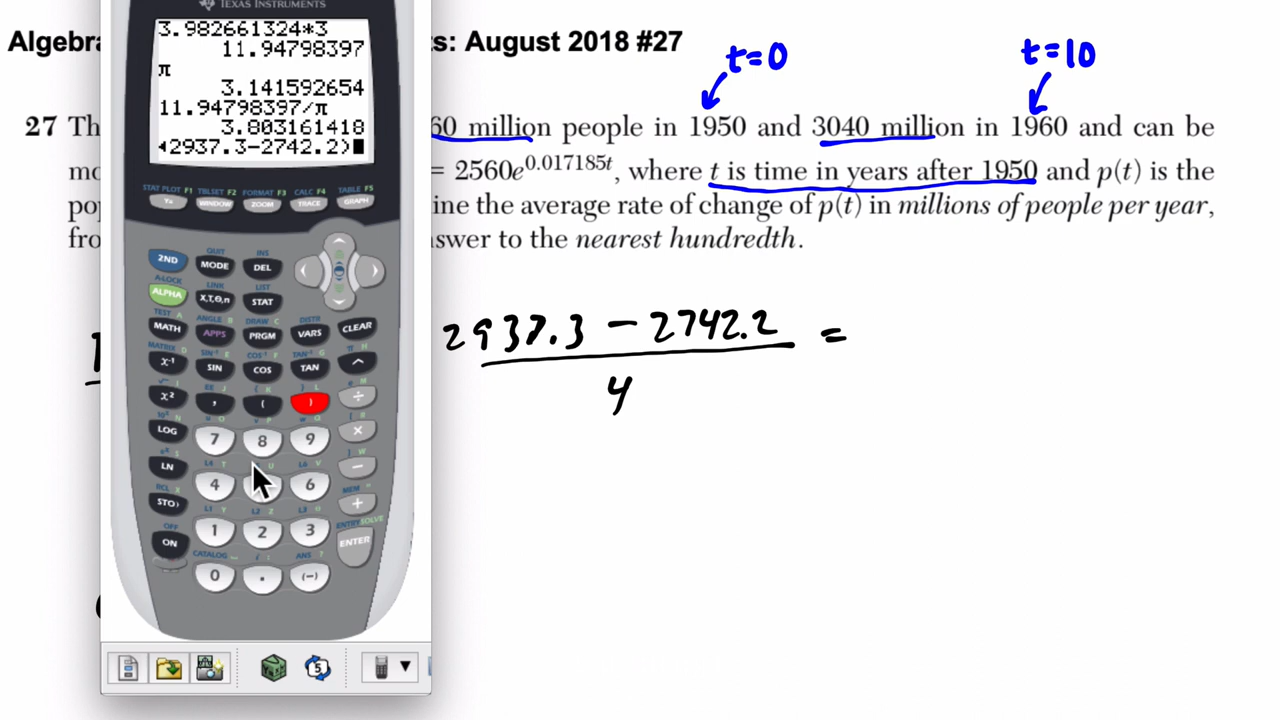 TEXAS INSTRUMENTS
3.982661324*3
11.94798397
π
3.141592654
11.94798397/π
3.803161418
2937.3-2742.2)
Algebra
ts: August 2018 #27
t=0
t=10
27 Th
60 million people in 1950 and 3040 million in 1960 and can be
mo
= 2560e^0.017185t, where t is time in years after 1950 and p(t) is the
pop
ine the average rate of change of p(t) in millions of people per year,
fro
swer to the nearest hundredth.
2937.3 − 2742.2 =
4
STAT PLOT F1 TBLSET F2 FORMAT F3 CALC F4 TABLE F5
Y= WINDOW ZOOM TRACE GRAPH
QUIT INS
2ND MODE DEL
A-LOCK LINK LIST
ALPHA X,T,θ,n STAT
TEST A ANGLE B DRAW C DISTR
MATH APPS PRGM VARS CLEAR
MATRIX D SIN⁻¹ E COS⁻¹ F TAN⁻¹ G π H
x⁻¹ SIN COS TAN ^
EE J { K } L e M
x² , ( ) ÷
10ˣ N u O v P w Q [ R
LOG 7 8 9 ×
eˣ S L4 T U L6 V ] W
LN 4 6 −
RCL X L1 Y L2 Z L3 θ MEM "
STO› 1 2 3 +
OFF CATALOG i : ANS ? ENTRY SOLVE
ON 0 . (−) ENTER
5